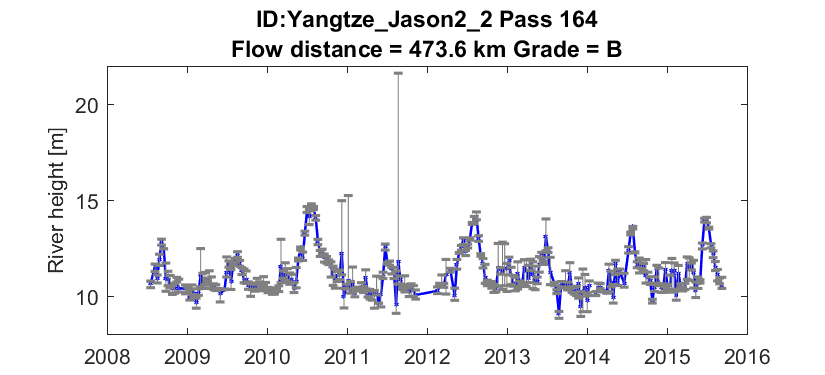 ID:Yangtze_Jason2_2 Pass 164
Flow distance = 473.6 km Grade = B
River height [m]
20
15
10
2008 2009 2010 2011 2012 2013 2014 2015 2016